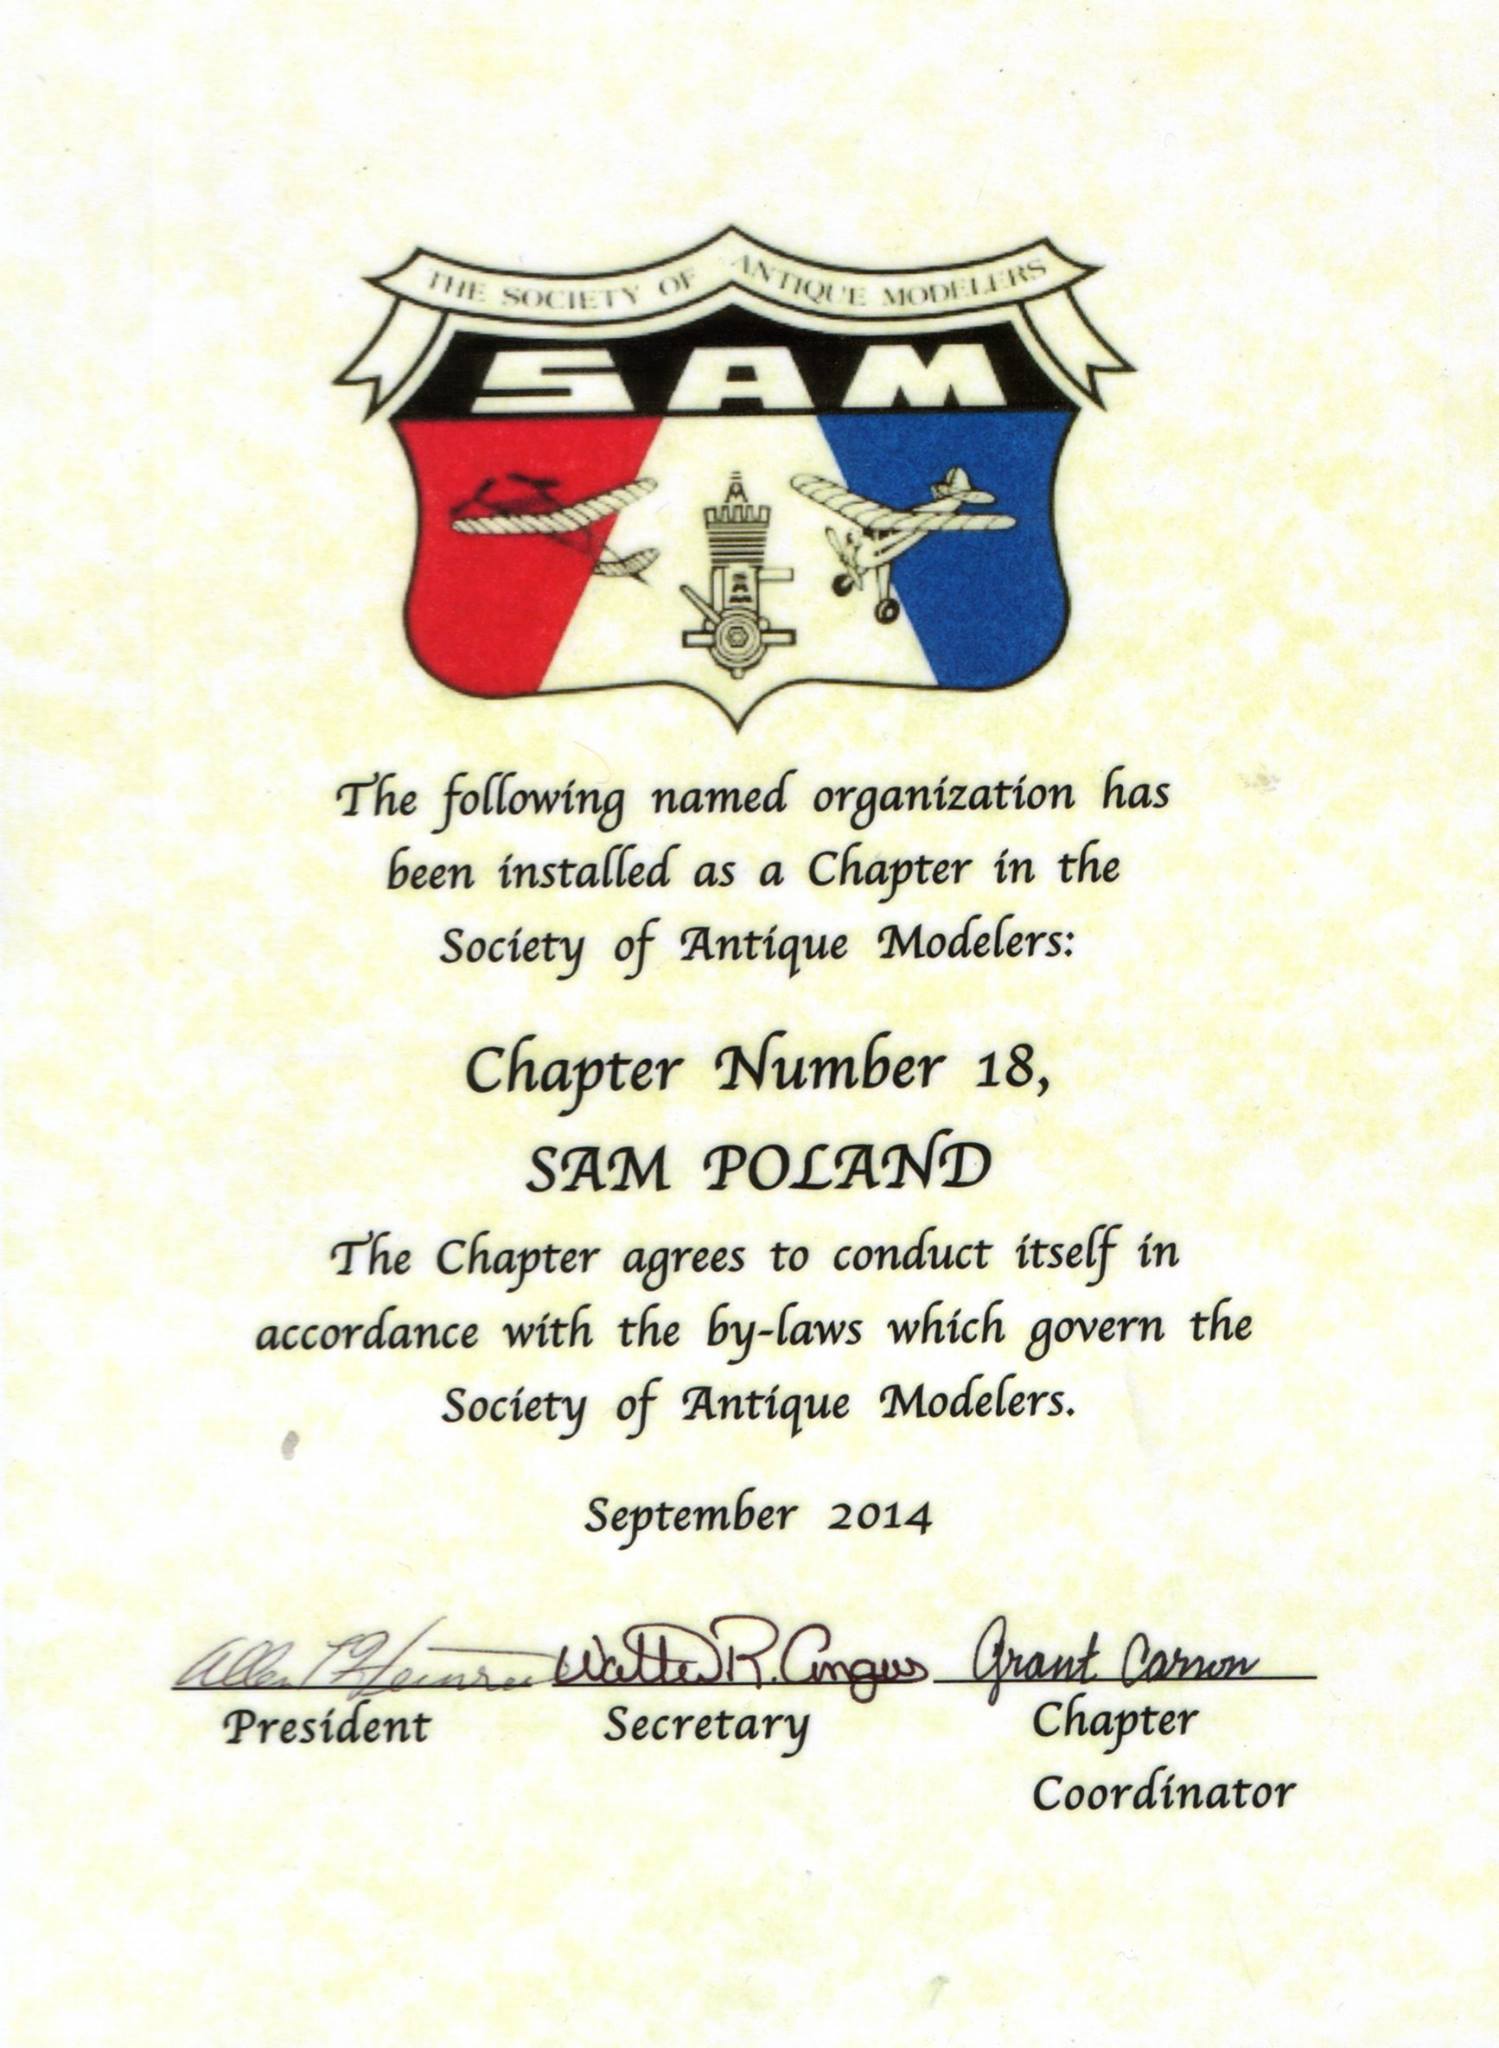 THE SOCIETY OF ANTIQUE MODELERS
SAM
The following named organization has
been installed as a Chapter in the
Society of Antique Modelers:
Chapter Number 18,
SAM POLAND
The Chapter agrees to conduct itself in
accordance with the by-laws which govern the
Society of Antique Modelers.
September 2014
Allen Walter R. Angus Grant Carson
President Secretary Chapter
Coordinator